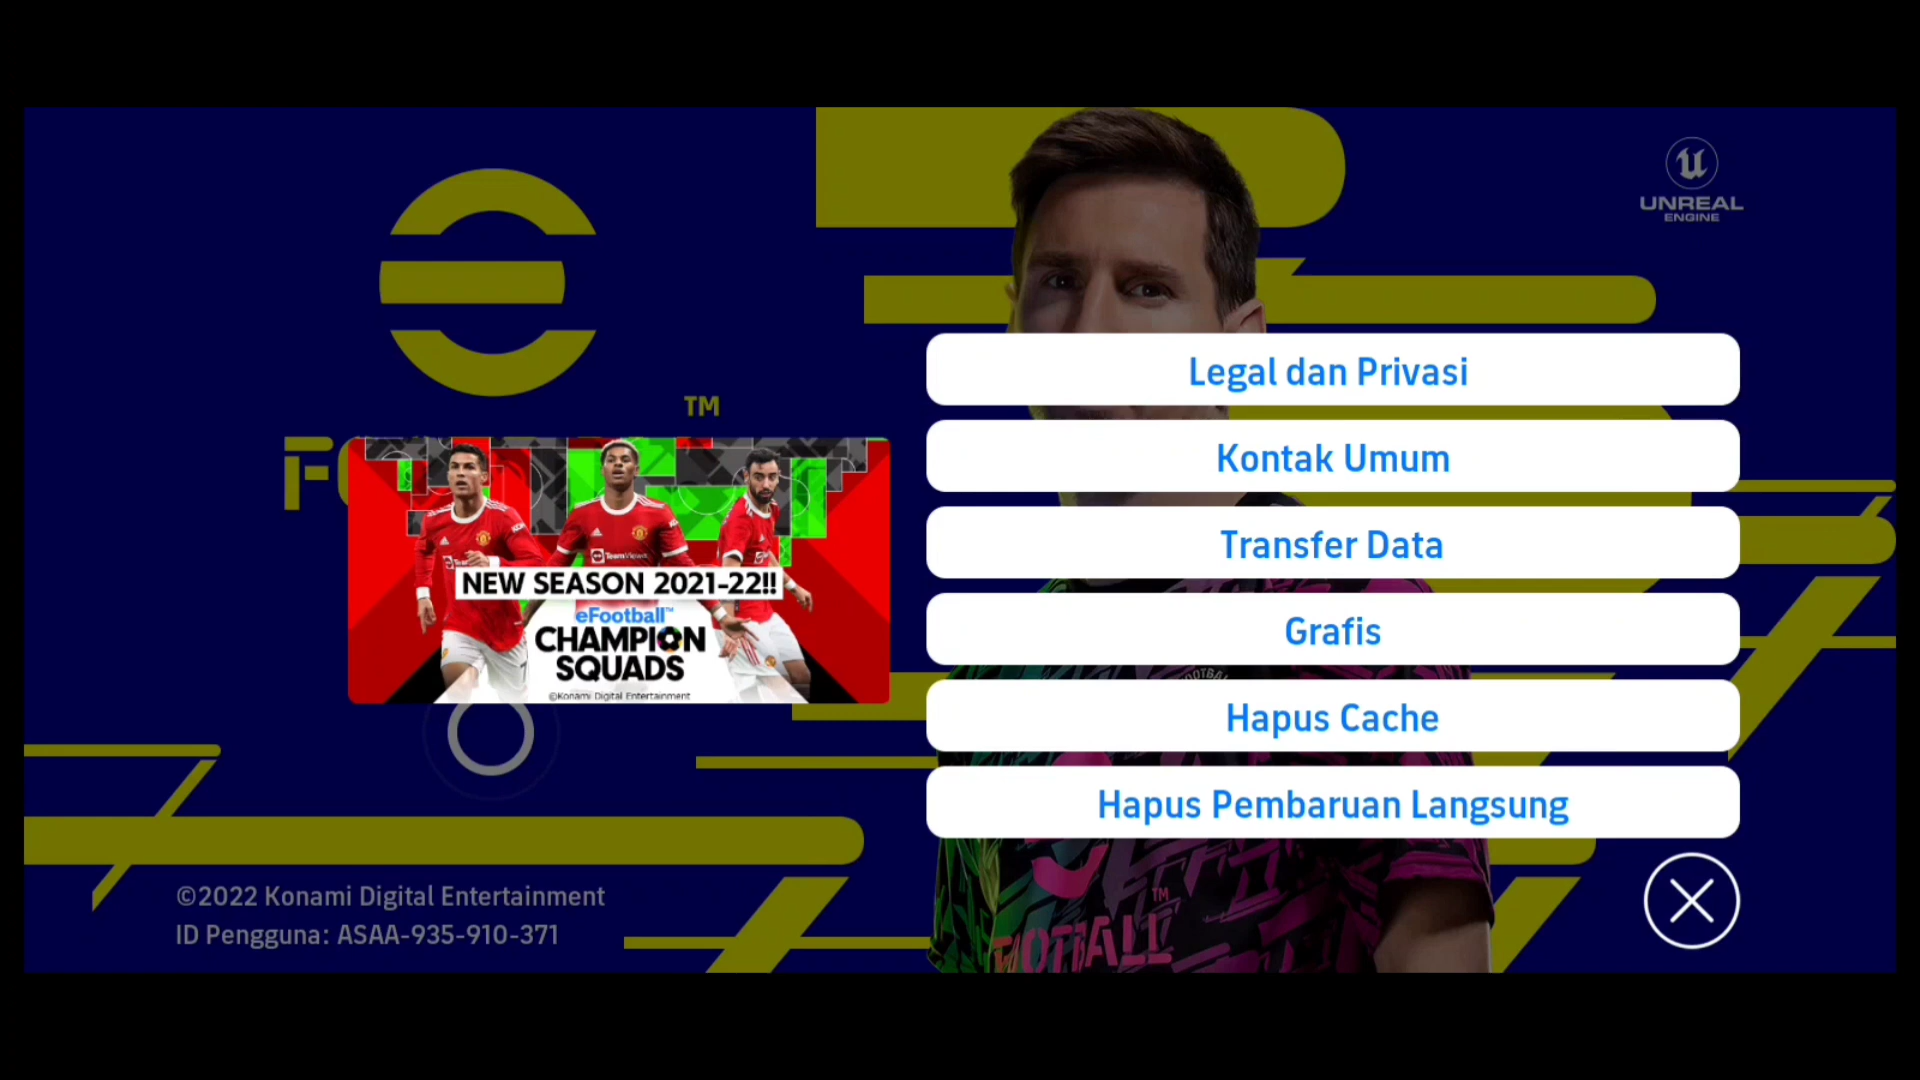 UNREAL
ENGINE
TM
NEW SEASON 2021-22!!
eFootball™
CHAMPION
SQUADS
©Konami Digital Entertainment
Legal dan Privasi
Kontak Umum
Transfer Data
Grafis
Hapus Cache
Hapus Pembaruan Langsung
©2022 Konami Digital Entertainment
ID Pengguna: ASAA-935-910-371